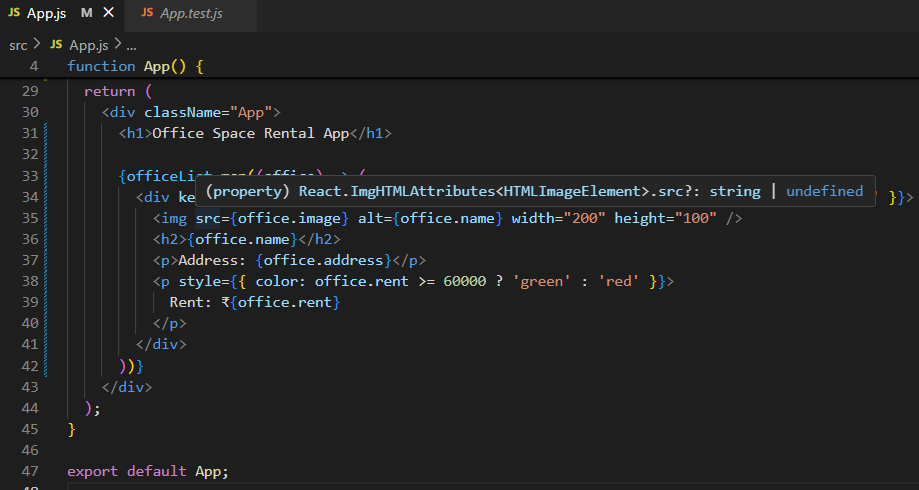 JS App.js M ✕ JS App.test.js
src > JS App.js > ...
4 function App() {
29 return (
30 <div className="App">
31 <h1>Office Space Rental App</h1>
32
33 {officeList.map((office) => (
(property) React.ImgHTMLAttributes<HTMLImageElement>.src?: string | undefined
34 <div ke ' }}>
35 <img src={office.image} alt={office.name} width="200" height="100" />
36 <h2>{office.name}</h2>
37 <p>Address: {office.address}</p>
38 <p style={{ color: office.rent >= 60000 ? 'green' : 'red' }}>
39 Rent: ₹{office.rent}
40 </p>
41 </div>
42 ))}
43 </div>
44 );
45 }
46
47 export default App;
48